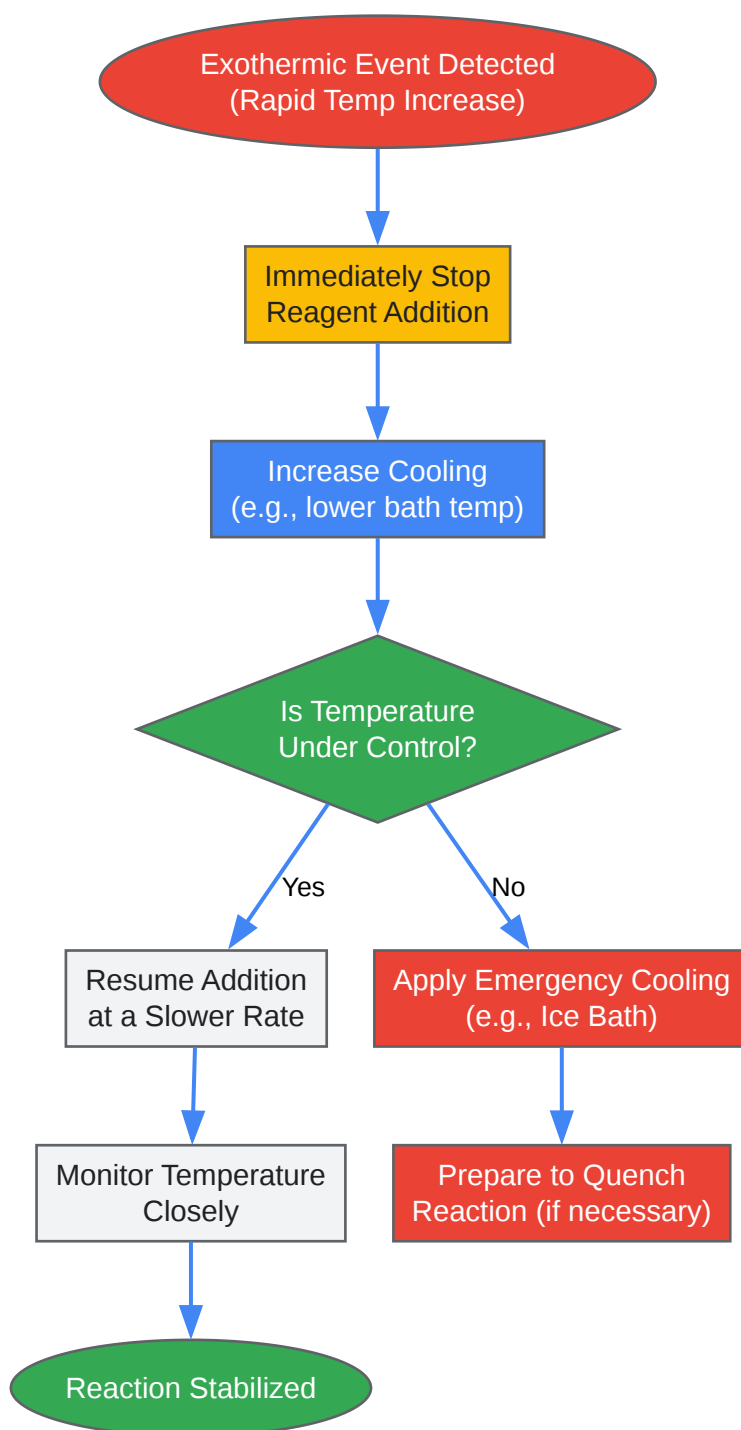 Exothermic Event Detected
(Rapid Temp Increase)
Immediately Stop
Reagent Addition
Increase Cooling
(e.g., lower bath temp)
Is Temperature
Under Control?
Yes
No
Resume Addition
at a Slower Rate
Apply Emergency Cooling
(e.g., Ice Bath)
Monitor Temperature
Closely
Prepare to Quench
Reaction (if necessary)
Reaction Stabilized